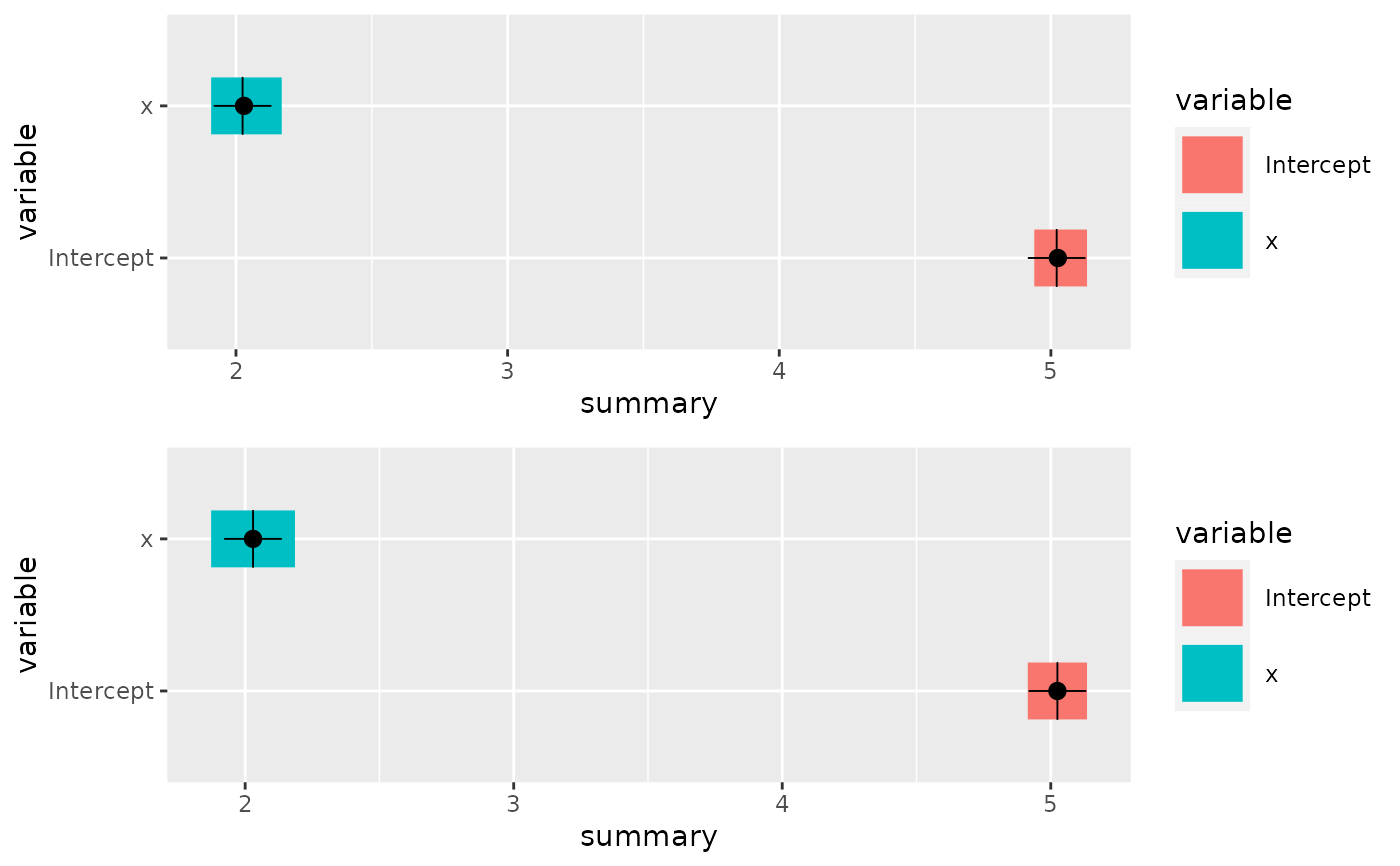 variable
x
Intercept
2 3 4 5
summary
variable
Intercept
x
variable
x
Intercept
2 3 4 5
summary
variable
Intercept
x